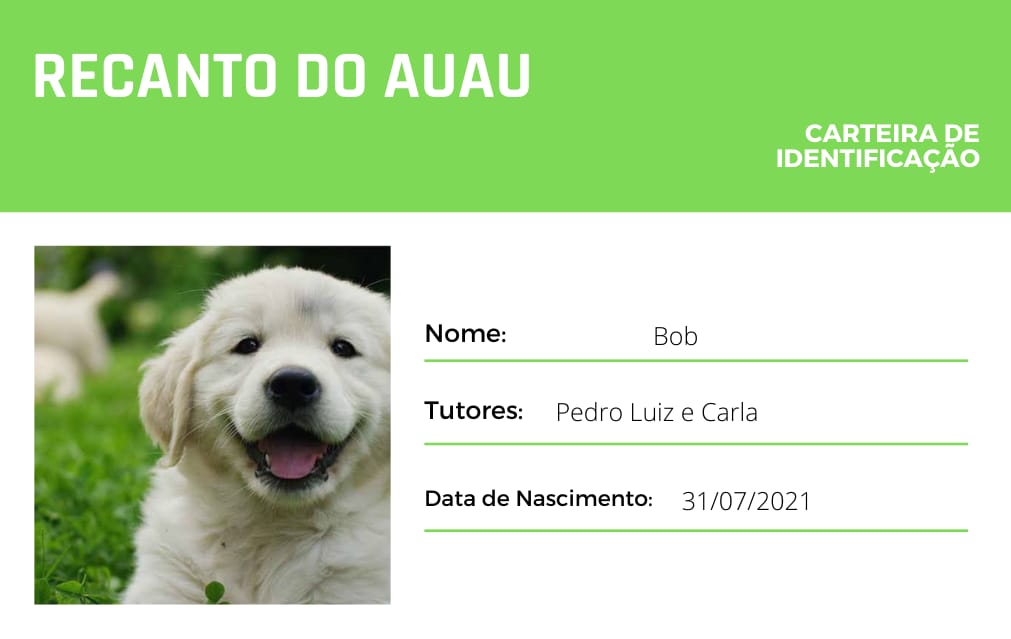 RECANTO DO AUAU
CARTEIRA DE
IDENTIFICAÇÃO
Nome: Bob
Tutores: Pedro Luiz e Carla
Data de Nascimento: 31/07/2021